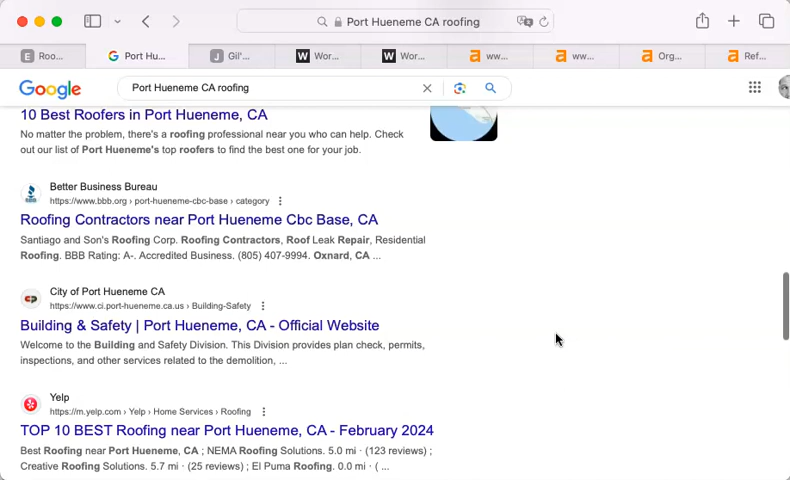 Port Hueneme CA roofing
Roo...
Port Hu...
Gil'...
Wor...
Wor...
ww...
ww...
Org...
Ref...
Google
Port Hueneme CA roofing
10 Best Roofers in Port Hueneme, CA
No matter the problem, there's a roofing professional near you who can help. Check
out our list of Port Hueneme's top roofers to find the best one for your job.
Better Business Bureau
https://www.bbb.org › port-hueneme-cbc-base › category
Roofing Contractors near Port Hueneme Cbc Base, CA
Santiago and Son's Roofing Corp. Roofing Contractors, Roof Leak Repair, Residential
Roofing. BBB Rating: A-. Accredited Business. (805) 407-9994. Oxnard, CA ...
City of Port Hueneme CA
https://www.ci.port-hueneme.ca.us › Building-Safety
Building & Safety | Port Hueneme, CA - Official Website
Welcome to the Building and Safety Division. This Division provides plan check, permits,
inspections, and other services related to the demolition, ...
Yelp
https://m.yelp.com › Yelp › Home Services › Roofing
TOP 10 BEST Roofing near Port Hueneme, CA - February 2024
Best Roofing near Port Hueneme, CA ; NEMA Roofing Solutions. 5.0 mi · (123 reviews) ;
Creative Roofing Solutions. 5.7 mi · (25 reviews) ; El Puma Roofing. 0.0 mi · ( ...